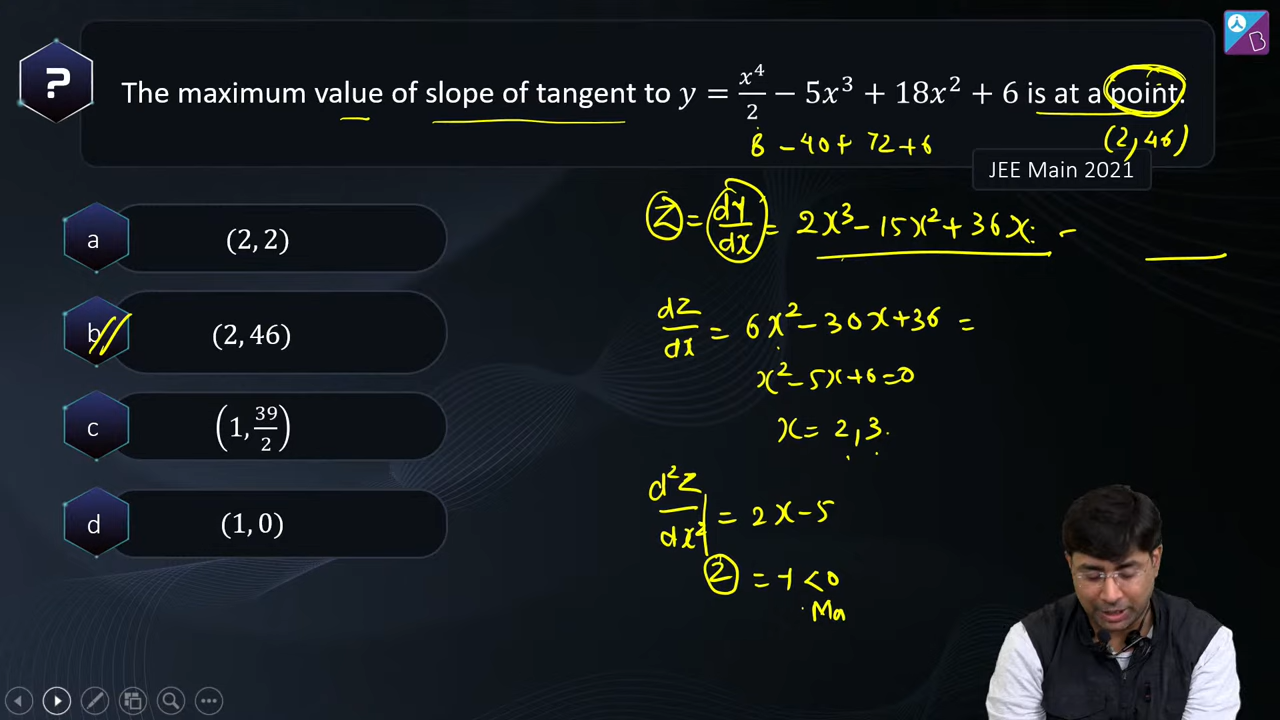 ?
The maximum value of slope of tangent to y = x⁴/2 − 5x³ + 18x² + 6 is at a point.
8 − 40 + 72 + 6
(2, 46)
JEE Main 2021
B
a (2, 2)
b (2, 46)
c (1, 39/2)
d (1, 0)
Z = dy/dx = 2x³ − 15x² + 36x
dZ/dx = 6x² − 30x + 36 =
x² − 5x + 6 = 0
x = 2, 3
d²Z/dx² | = 2x − 5
2 = −1 < 0
Ma